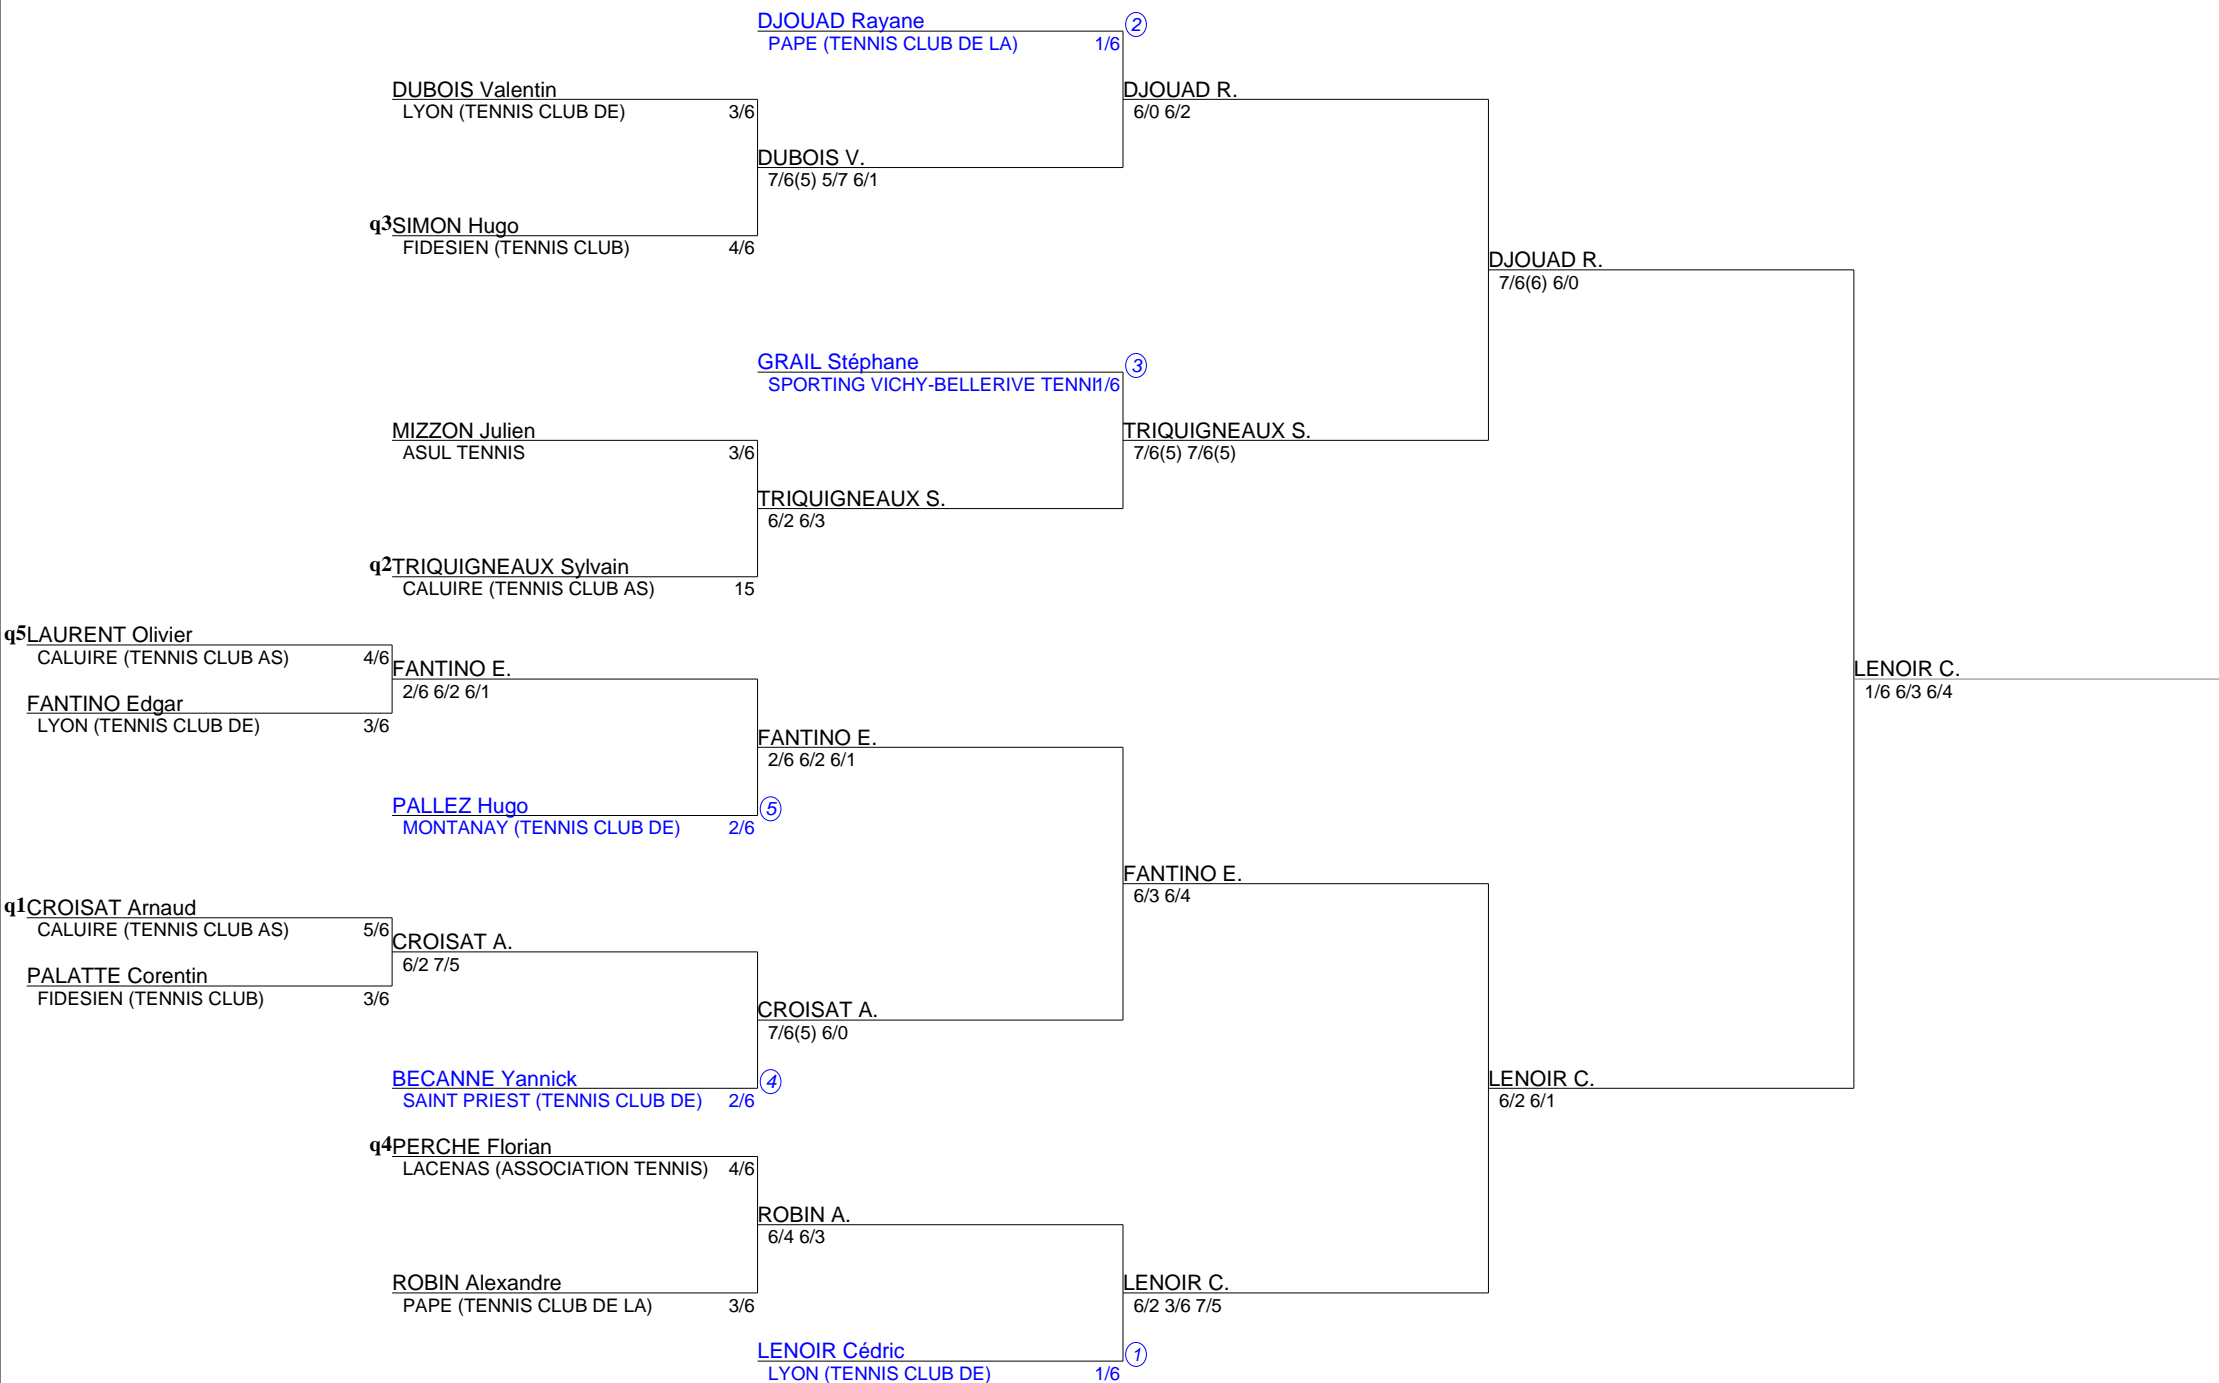 DJOUAD Rayane 2
PAPE (TENNIS CLUB DE LA) 1/6
DUBOIS Valentin
LYON (TENNIS CLUB DE) 3/6
DJOUAD R.
6/0 6/2
DUBOIS V.
7/6(5) 5/7 6/1
q3 SIMON Hugo
FIDESIEN (TENNIS CLUB) 4/6
DJOUAD R.
7/6(6) 6/0
GRAIL Stéphane 3
SPORTING VICHY-BELLERIVE TENNI 1/6
MIZZON Julien
ASUL TENNIS 3/6
TRIQUIGNEAUX S.
7/6(5) 7/6(5)
TRIQUIGNEAUX S.
6/2 6/3
q2 TRIQUIGNEAUX Sylvain
CALUIRE (TENNIS CLUB AS) 15
q5 LAURENT Olivier
CALUIRE (TENNIS CLUB AS) 4/6
FANTINO E.
2/6 6/2 6/1
LENOIR C.
1/6 6/3 6/4
FANTINO Edgar
LYON (TENNIS CLUB DE) 3/6
FANTINO E.
2/6 6/2 6/1
PALLEZ Hugo 5
MONTANAY (TENNIS CLUB DE) 2/6
FANTINO E.
6/3 6/4
q1 CROISAT Arnaud
CALUIRE (TENNIS CLUB AS) 5/6
CROISAT A.
6/2 7/5
PALATTE Corentin
FIDESIEN (TENNIS CLUB) 3/6
CROISAT A.
7/6(5) 6/0
BECANNE Yannick 4
SAINT PRIEST (TENNIS CLUB DE) 2/6
LENOIR C.
6/2 6/1
q4 PERCHE Florian
LACENAS (ASSOCIATION TENNIS) 4/6
ROBIN A.
6/4 6/3
ROBIN Alexandre
PAPE (TENNIS CLUB DE LA) 3/6
LENOIR C.
6/2 3/6 7/5
LENOIR Cédric 1
LYON (TENNIS CLUB DE) 1/6